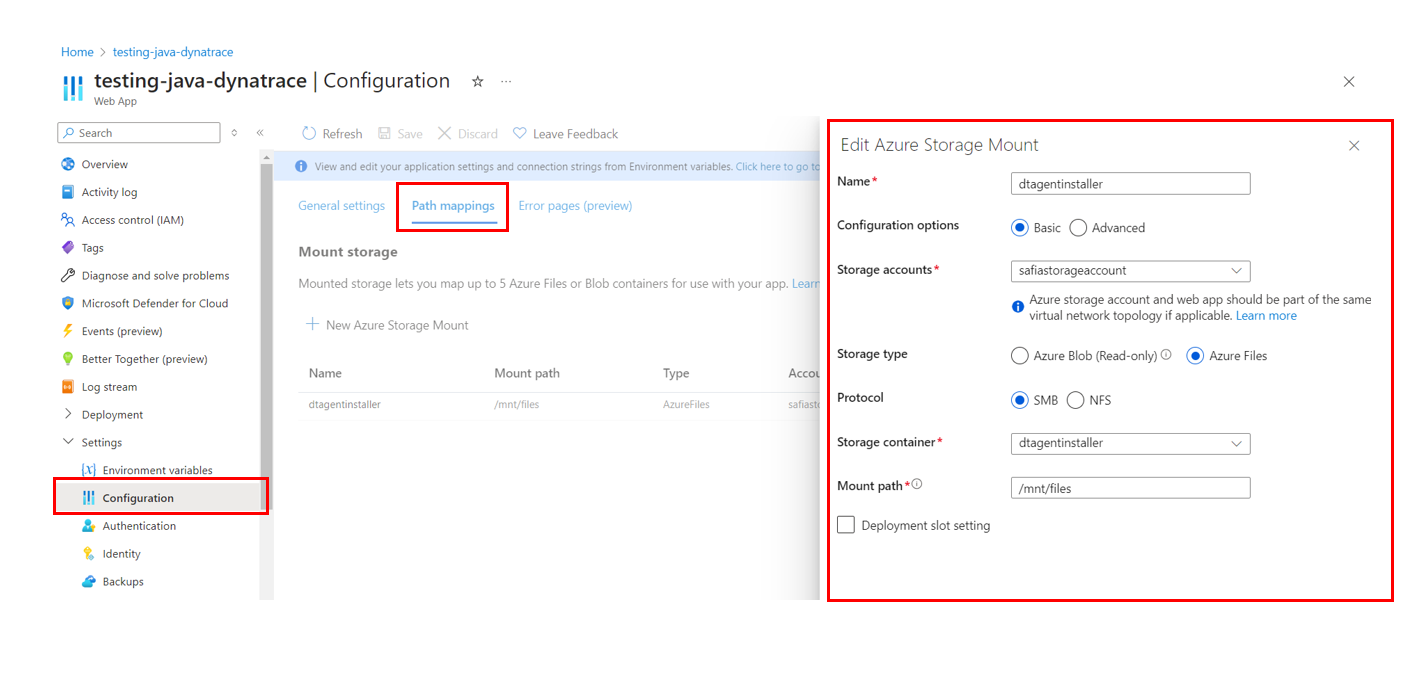 Home > testing-java-dynatrace
testing-java-dynatrace | Configuration
Web App
Search
Overview
Activity log
Access control (IAM)
Tags
Diagnose and solve problems
Microsoft Defender for Cloud
Events (preview)
Better Together (preview)
Log stream
Deployment
Settings
Environment variables
Configuration
Authentication
Identity
Backups
Refresh Save Discard Leave Feedback
View and edit your application settings and connection strings from Environment variables. Click here to go to
General settings Path mappings Error pages (preview)
Mount storage
Mounted storage lets you map up to 5 Azure Files or Blob containers for use with your app. Learn
New Azure Storage Mount
Name Mount path Type Accou
dtagentinstaller /mnt/files AzureFiles safiasto
Edit Azure Storage Mount
Name* dtagentinstaller
Configuration options Basic Advanced
Storage accounts* safiastorageaccount
Azure storage account and web app should be part of the same
virtual network topology if applicable. Learn more
Storage type Azure Blob (Read-only) Azure Files
Protocol SMB NFS
Storage container* dtagentinstaller
Mount path* /mnt/files
Deployment slot setting